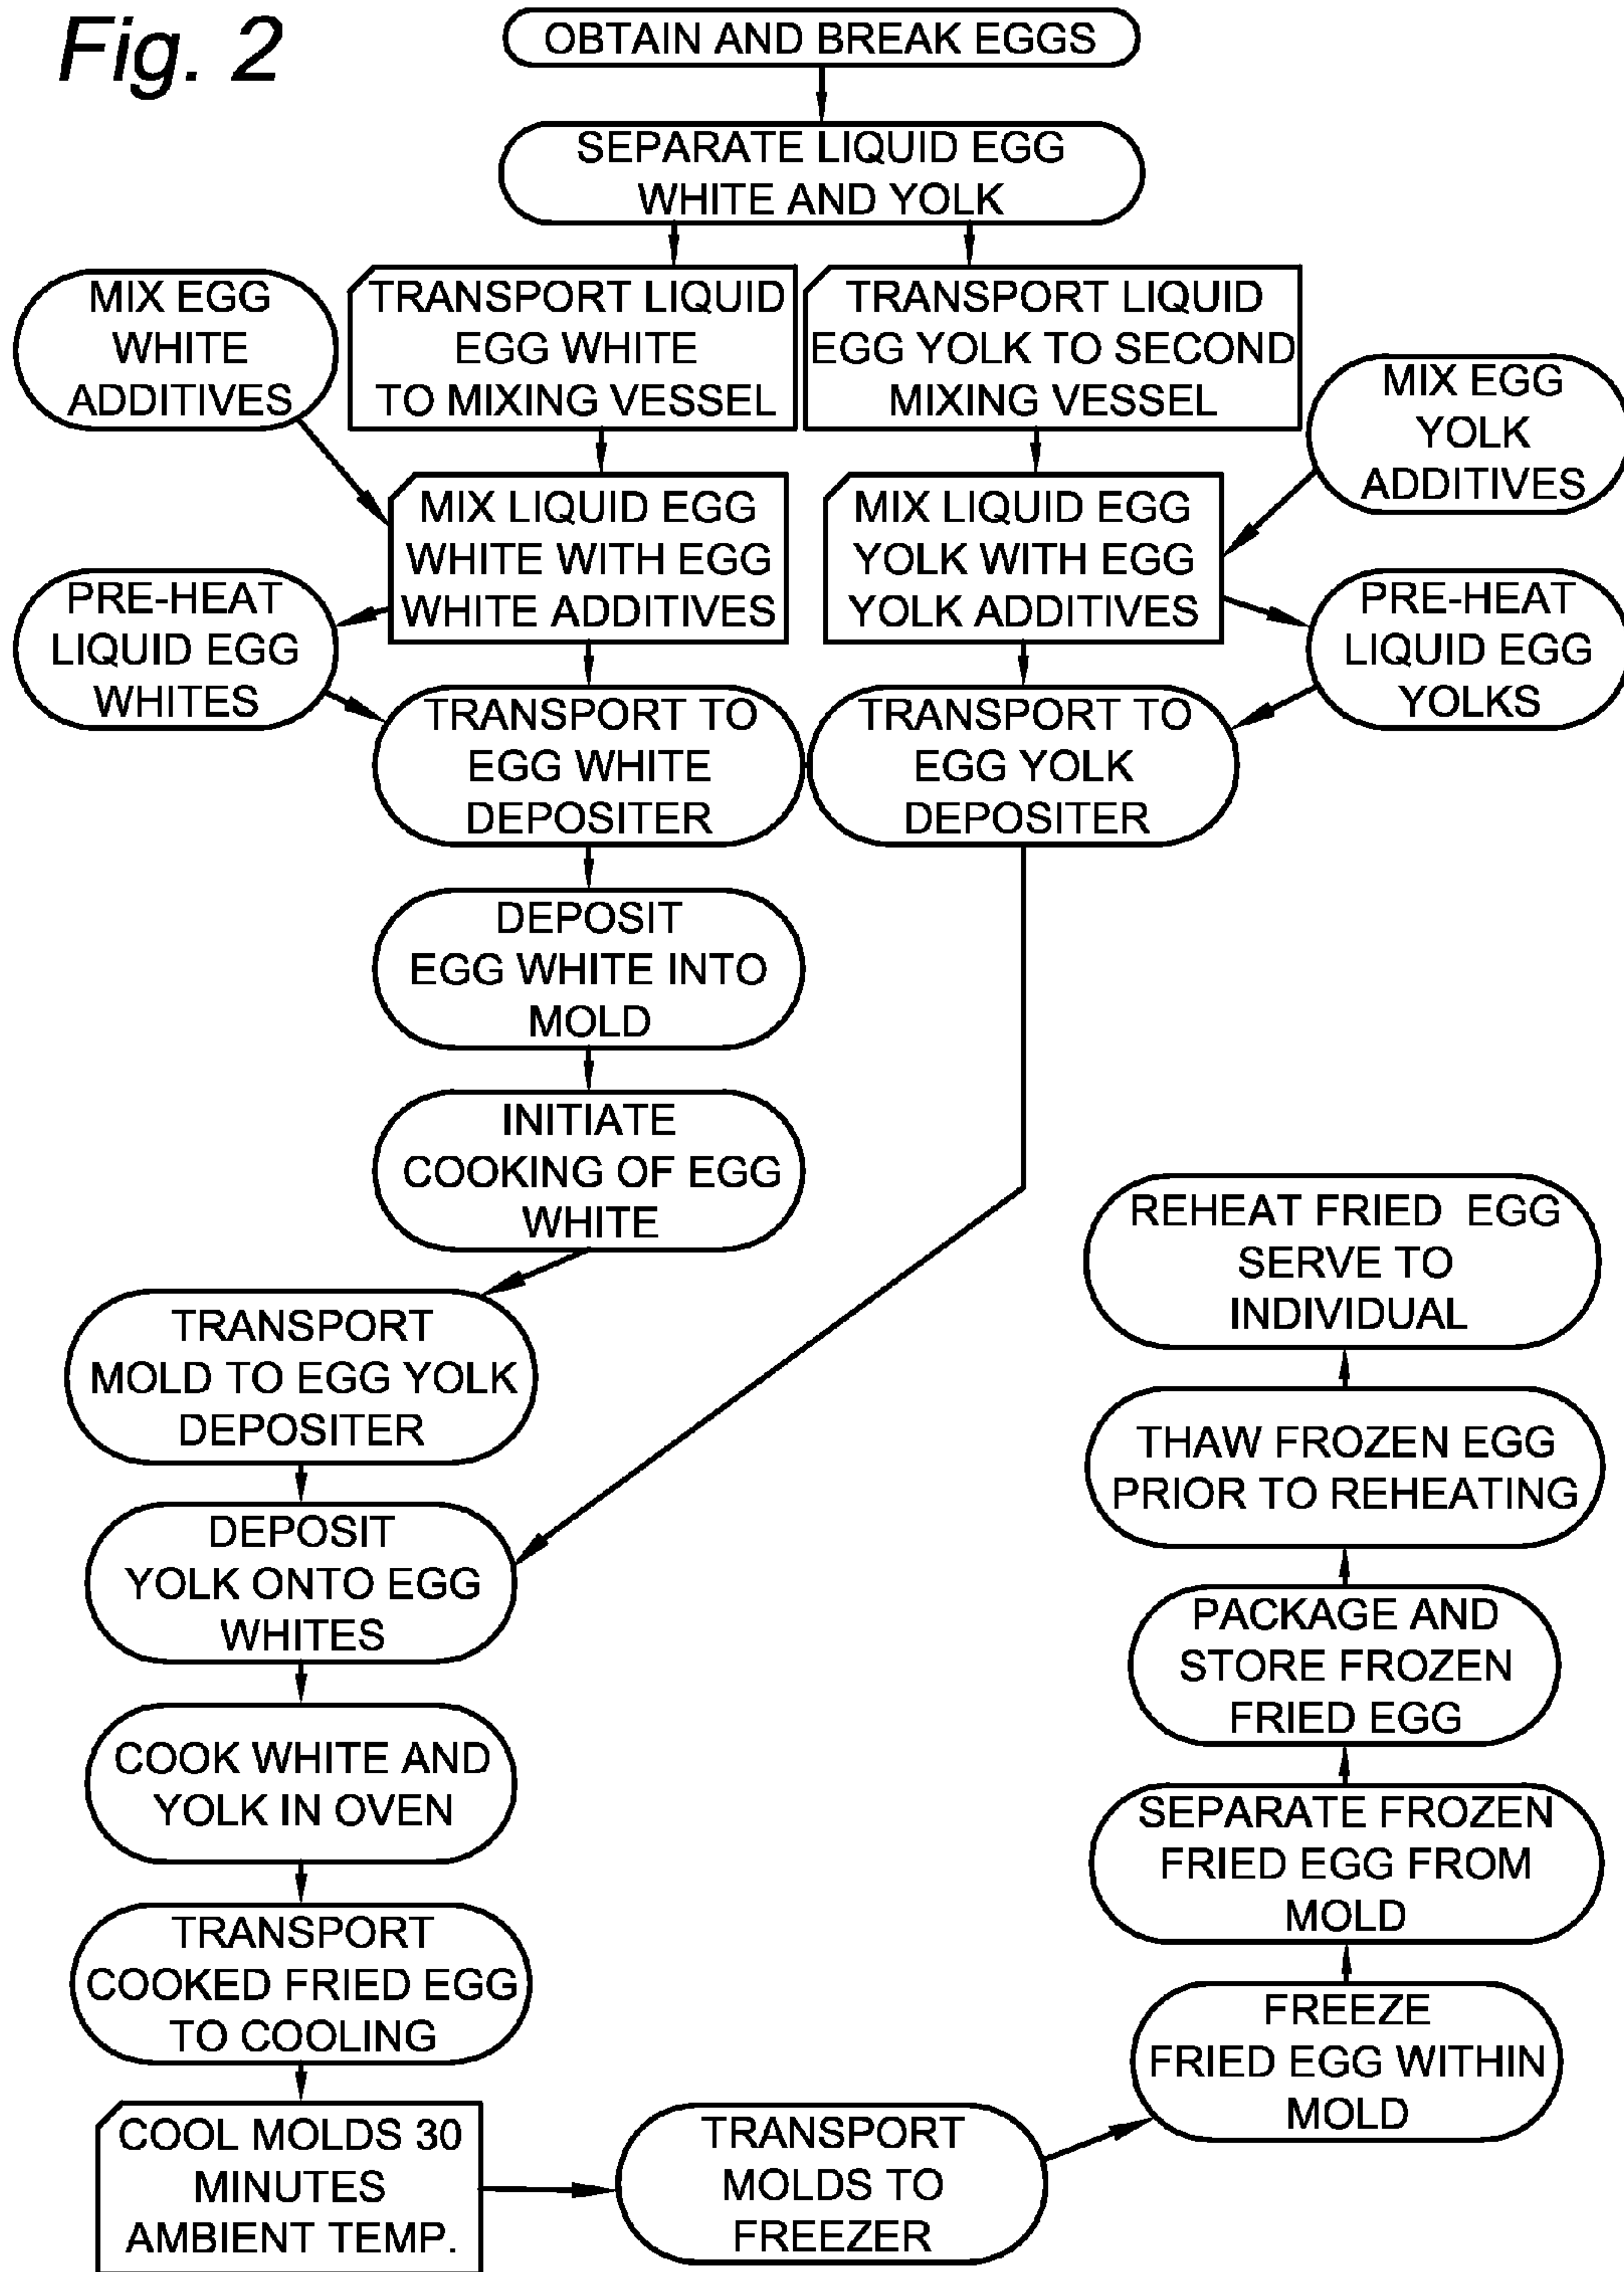 Fig. 2
OBTAIN AND BREAK EGGS
SEPARATE LIQUID EGG
WHITE AND YOLK
MIX EGG
WHITE
ADDITIVES
TRANSPORT LIQUID
EGG WHITE
TO MIXING VESSEL
TRANSPORT LIQUID
EGG YOLK TO SECOND
MIXING VESSEL
MIX EGG
YOLK
ADDITIVES
MIX LIQUID EGG
WHITE WITH EGG
WHITE ADDITIVES
MIX LIQUID EGG
YOLK WITH EGG
YOLK ADDITIVES
PRE-HEAT
LIQUID EGG
WHITES
PRE-HEAT
LIQUID EGG
YOLKS
TRANSPORT TO
EGG WHITE
DEPOSITER
TRANSPORT TO
EGG YOLK
DEPOSITER
DEPOSIT
EGG WHITE INTO
MOLD
INITIATE
COOKING OF EGG
WHITE
TRANSPORT
MOLD TO EGG YOLK
DEPOSITER
DEPOSIT
YOLK ONTO EGG
WHITES
COOK WHITE AND
YOLK IN OVEN
TRANSPORT
COOKED FRIED EGG
TO COOLING
COOL MOLDS 30
MINUTES
AMBIENT TEMP.
TRANSPORT
MOLDS TO
FREEZER
FREEZE
FRIED EGG WITHIN
MOLD
SEPARATE FROZEN
FRIED EGG FROM
MOLD
PACKAGE AND
STORE FROZEN
FRIED EGG
THAW FROZEN EGG
PRIOR TO REHEATING
REHEAT FRIED  EGG
SERVE TO
INDIVIDUAL